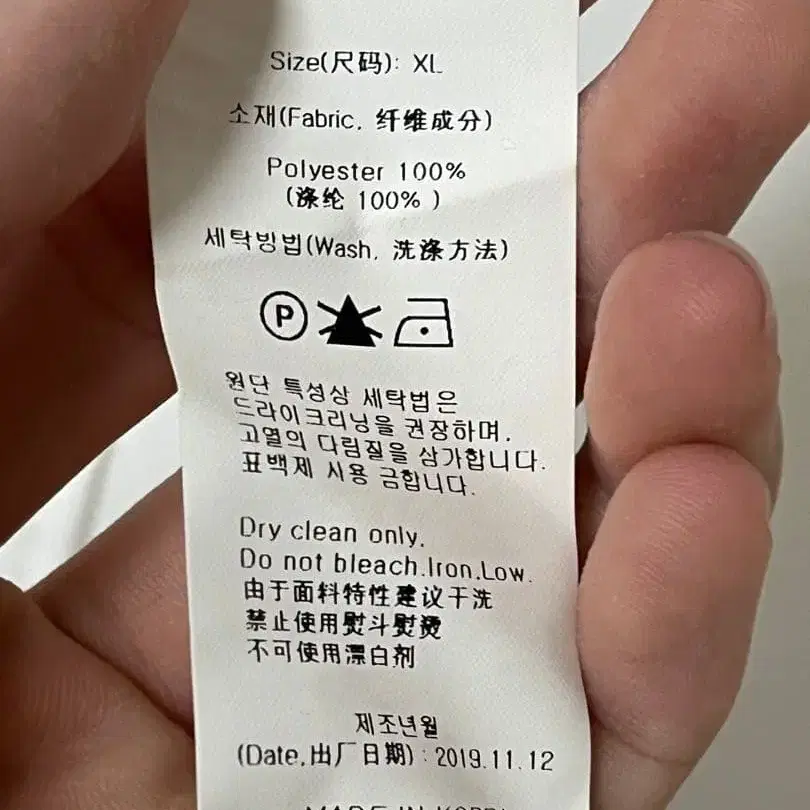 Size(尺码): XL
소재(Fabric, 纤维成分)
Polyester 100%
(涤纶 100% )
세탁방법(Wash, 洗涤方法)
P
원단 특성상 세탁법은
드라이크리닝을 권장하며,
고열의 다림질을 삼가합니다.
표백제 사용 금합니다.
Dry clean only.
Do not bleach.Iron.Low.
由于面料特性建议干洗
禁止使用熨斗熨烫
不可使用漂白剂
제조년월
(Date,出厂日期) : 2019.11.12
MADE IN KOREA